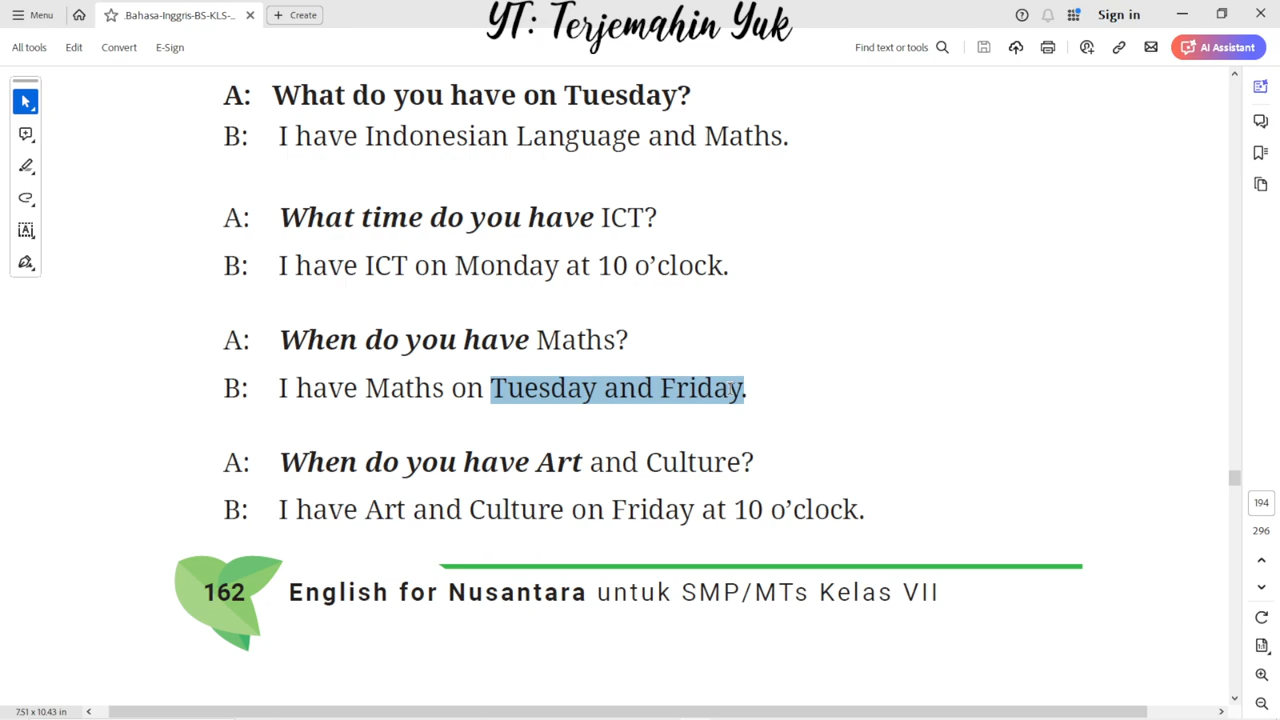 Menu
.Bahasa-Inggris-BS-KLS-...
Create
YT: Terjemahin Yuk
Sign in
All tools
Edit
Convert
E-Sign
Find text or tools
AI Assistant
A: What do you have on Tuesday?
B: I have Indonesian Language and Maths.
A: What time do you have ICT?
B: I have ICT on Monday at 10 o’clock.
A: When do you have Maths?
B: I have Maths on Tuesday and Friday.
A: When do you have Art and Culture?
B: I have Art and Culture on Friday at 10 o’clock.
194
296
162 English for Nusantara untuk SMP/MTs Kelas VII
7.51 x 10.43 in